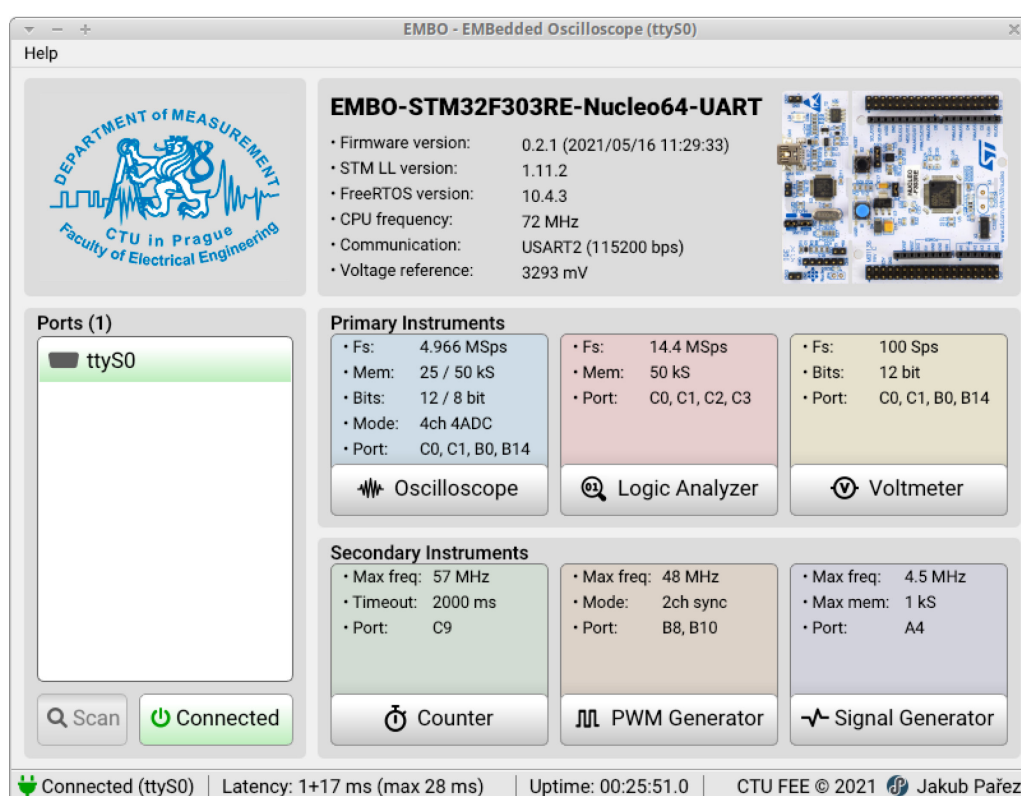 EMBO - EMBedded Oscilloscope (ttyS0)
Help
DEPARTMENT of MEASUREMENT
CTU in Prague
Faculty of Electrical Engineering
EMBO-STM32F303RE-Nucleo64-UART
• Firmware version: 0.2.1 (2021/05/16 11:29:33)
• STM LL version: 1.11.2
• FreeRTOS version: 10.4.3
• CPU frequency: 72 MHz
• Communication: USART2 (115200 bps)
• Voltage reference: 3293 mV
NUCLEO
-F303RE
Ports (1)
ttyS0
Scan
Connected
Primary Instruments
• Fs: 4.966 MSps
• Mem: 25 / 50 kS
• Bits: 12 / 8 bit
• Mode: 4ch 4ADC
• Port: C0, C1, B0, B14
Oscilloscope
• Fs: 14.4 MSps
• Mem: 50 kS
• Port: C0, C1, C2, C3
Logic Analyzer
• Fs: 100 Sps
• Bits: 12 bit
• Port: C0, C1, B0, B14
Voltmeter
Secondary Instruments
• Max freq: 57 MHz
• Timeout: 2000 ms
• Port: C9
Counter
• Max freq: 48 MHz
• Mode: 2ch sync
• Port: B8, B10
PWM Generator
• Max freq: 4.5 MHz
• Max mem: 1 kS
• Port: A4
Signal Generator
Connected (ttyS0)
Latency: 1+17 ms (max 28 ms)
Uptime: 00:25:51.0
CTU FEE © 2021
Jakub Pařez